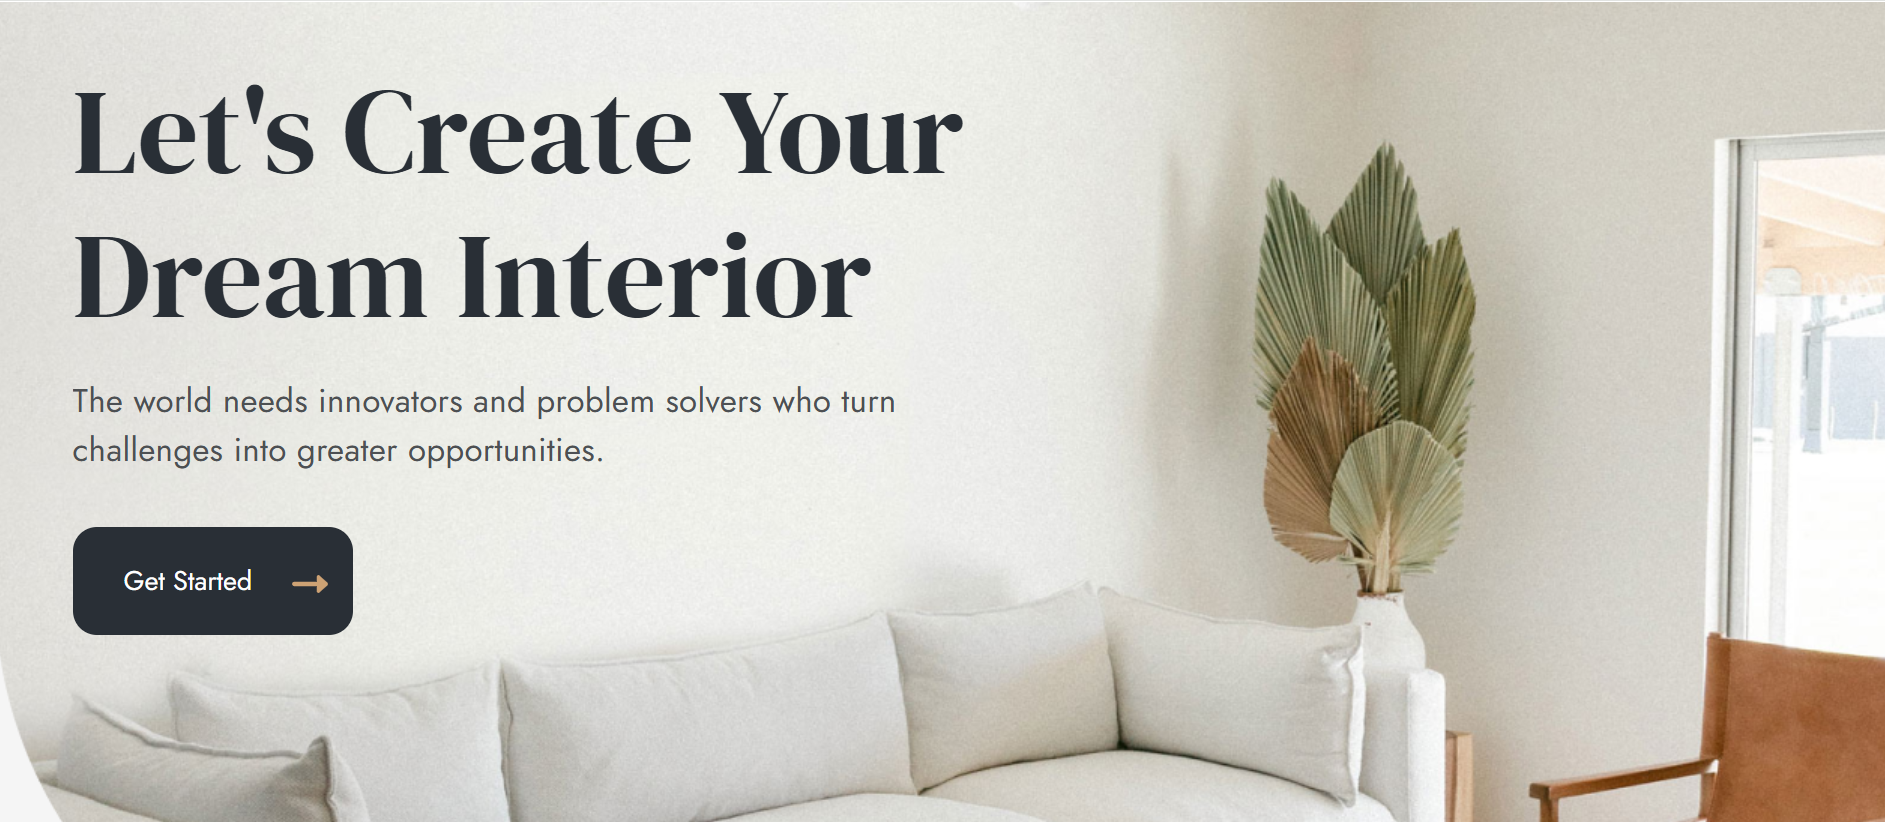 Let's Create Your
Dream Interior
The world needs innovators and problem solvers who turn
challenges into greater opportunities.
Get Started